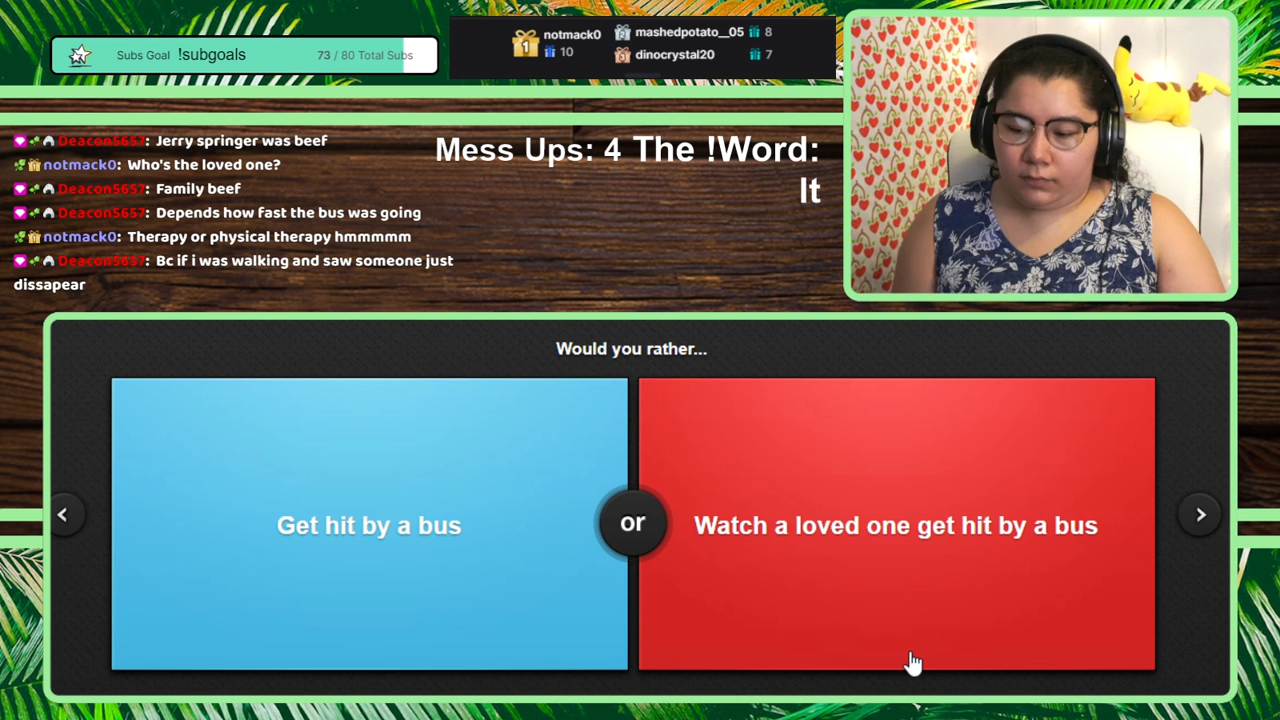 Subs Goal !subgoals 73 / 80 Total Subs
1 notmack0 10
mashedpotato__05 8
dinocrystal20 7
Deacon5657: Jerry springer was beef
notmack0: Who's the loved one?
Deacon5657: Family beef
Deacon5657: Depends how fast the bus was going
notmack0: Therapy or physical therapy hmmmmm
Deacon5657: Bc if i was walking and saw someone just
dissapear
Mess Ups: 4 The !Word:
It
Would you rather...
Get hit by a bus
or
Watch a loved one get hit by a bus